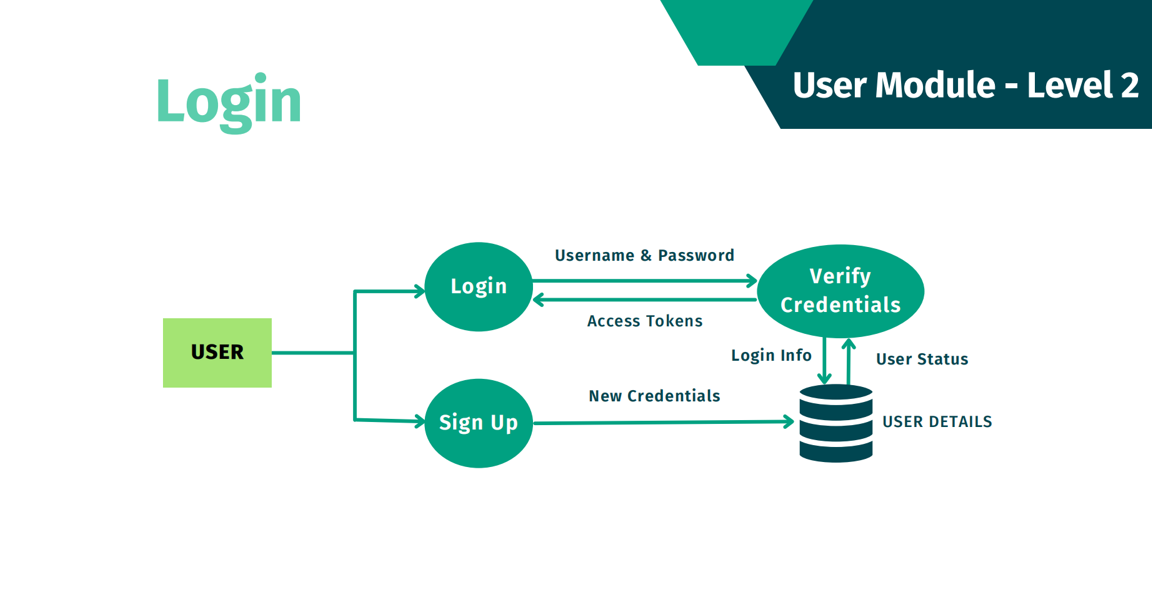 User Module - Level 2
Login
Username & Password
Login
Verify
Credentials
Access Tokens
USER
Login Info
User Status
New Credentials
Sign Up
USER DETAILS